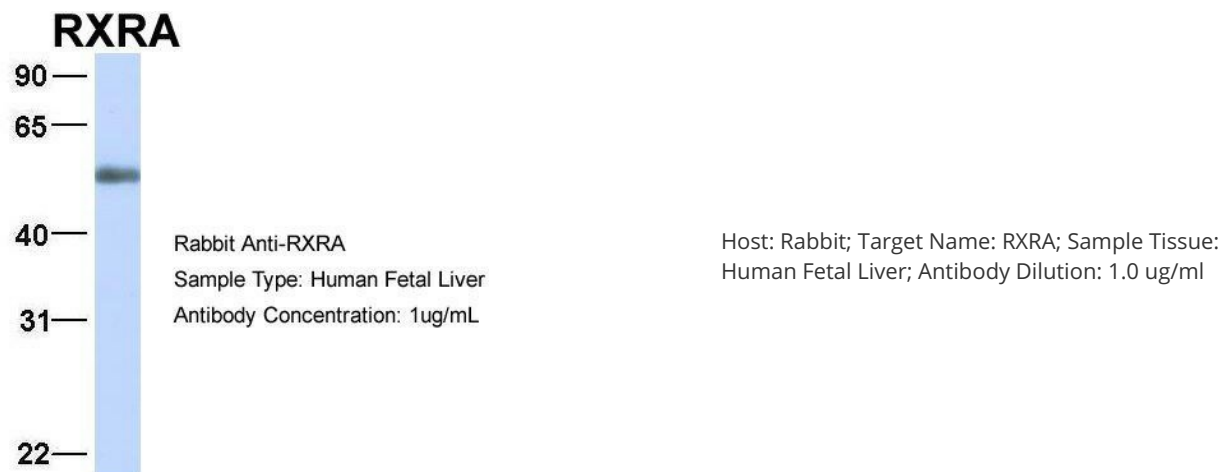 RXRA
90
65
40
31
22
Rabbit Anti-RXRA
Sample Type: Human Fetal Liver
Antibody Concentration: 1ug/mL
Host: Rabbit; Target Name: RXRA; Sample Tissue:
Human Fetal Liver; Antibody Dilution: 1.0 ug/ml